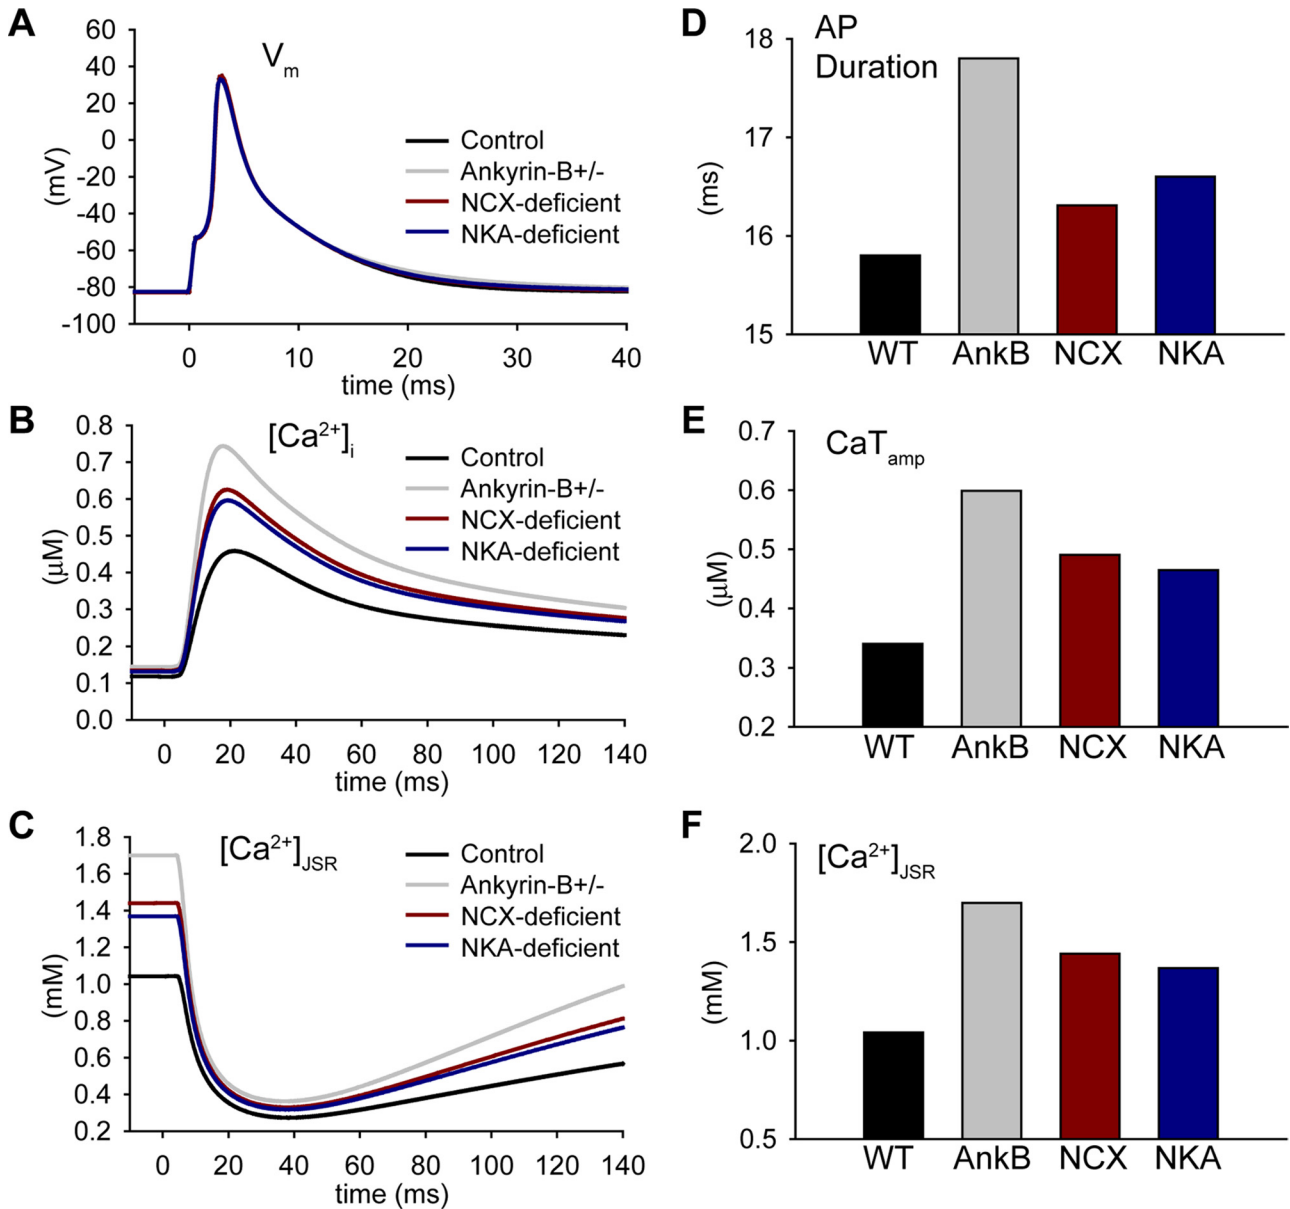 A
V_m
60
40
20
0
-20
-40
-60
-80
-100
(mV)
Control
Ankyrin-B+/-
NCX-deficient
NKA-deficient
0 10 20 30 40
time (ms)
D
AP
Duration
18
17
16
15
(ms)
WT AnkB NCX NKA
B
[Ca²⁺]_i
0.8
0.7
0.6
0.5
0.4
0.3
0.2
0.1
0.0
(µM)
Control
Ankyrin-B+/-
NCX-deficient
NKA-deficient
0 20 40 60 80 100 120 140
time (ms)
E
CaT_amp
0.7
0.6
0.5
0.4
0.3
0.2
(µM)
WT AnkB NCX NKA
C
[Ca²⁺]_JSR
1.8
1.6
1.4
1.2
1.0
0.8
0.6
0.4
0.2
(mM)
Control
Ankyrin-B+/-
NCX-deficient
NKA-deficient
0 20 40 60 80 100 120 140
time (ms)
F
[Ca²⁺]_JSR
2.0
1.5
1.0
0.5
(mM)
WT AnkB NCX NKA